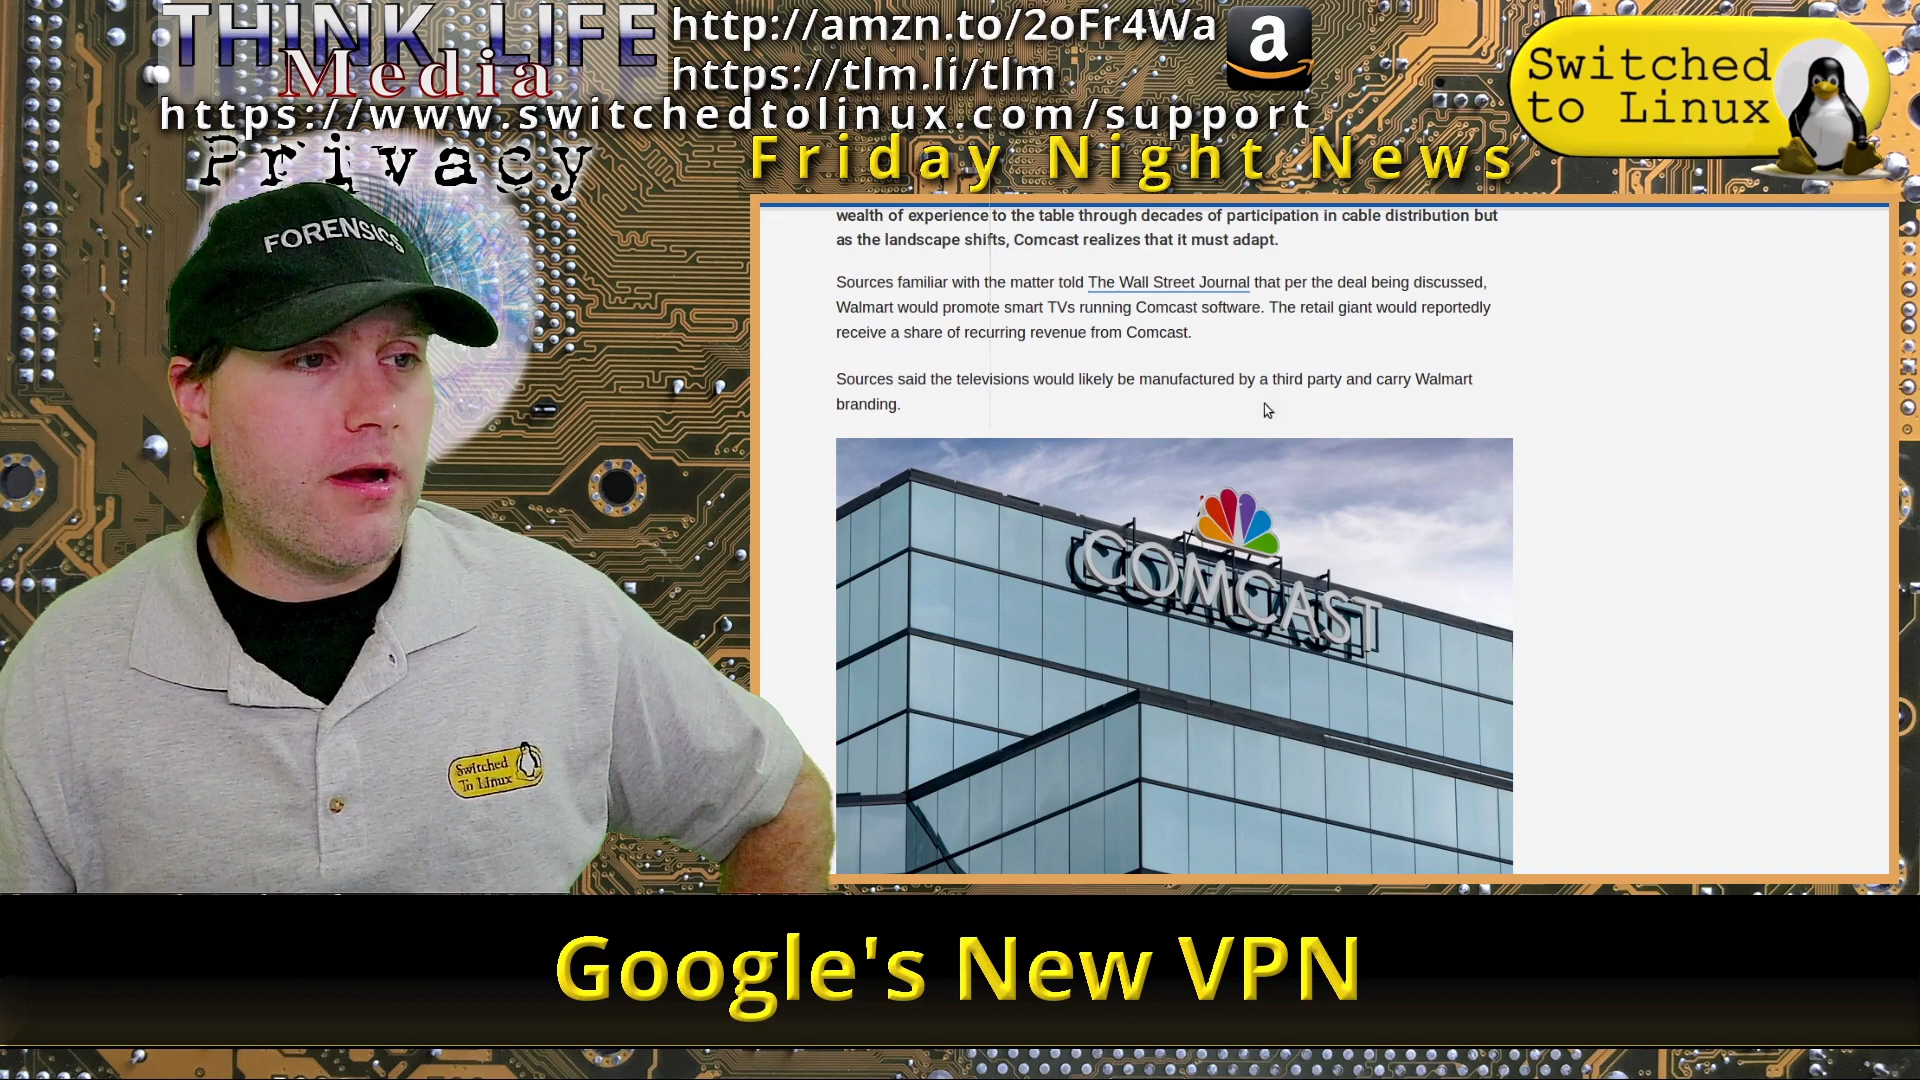 THINK LIFE
Media
http://amzn.to/2oFr4Wa
https://tlm.li/tlm
https://www.switchedtolinux.com/support
Switched
to Linux
Privacy
Friday Night News
FORENSICS
wealth of experience to the table through decades of participation in cable distribution but
as the landscape shifts, Comcast realizes that it must adapt.
Sources familiar with the matter told The Wall Street Journal that per the deal being discussed,
Walmart would promote smart TVs running Comcast software. The retail giant would reportedly
receive a share of recurring revenue from Comcast.
Sources said the televisions would likely be manufactured by a third party and carry Walmart
branding.
COMCAST
Switched
To Linux
Google's New VPN